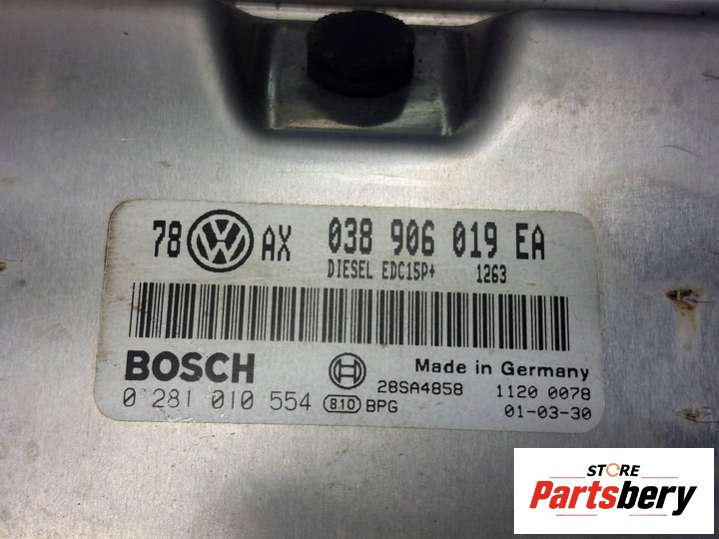 78 VW AX 038 906 019 EA
DIESEL EDC15P+ 1263
BOSCH Made in Germany
28SA4858 1120 0078
0 281 010 554 810 BPG 01-03-30
STORE
Partsbery